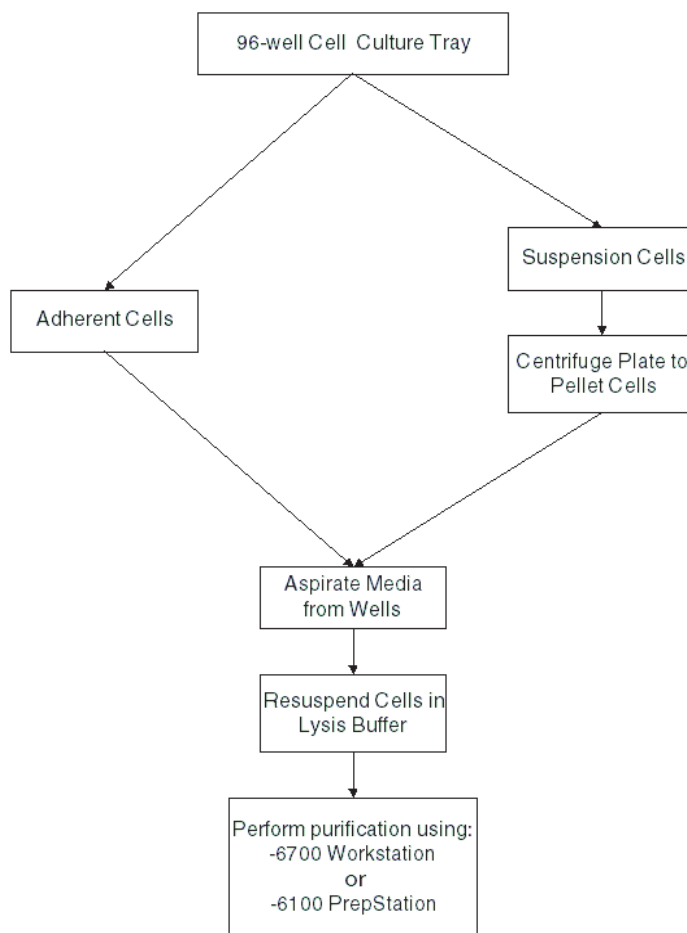 96-well Cell Culture Tray
Suspension Cells
Adherent Cells
Centrifuge Plate to
Pellet Cells
Aspirate Media
from Wells
Resuspend Cells in
Lysis Buffer
Perform purification using:
-6700 Workstation
or
-6100 PrepStation